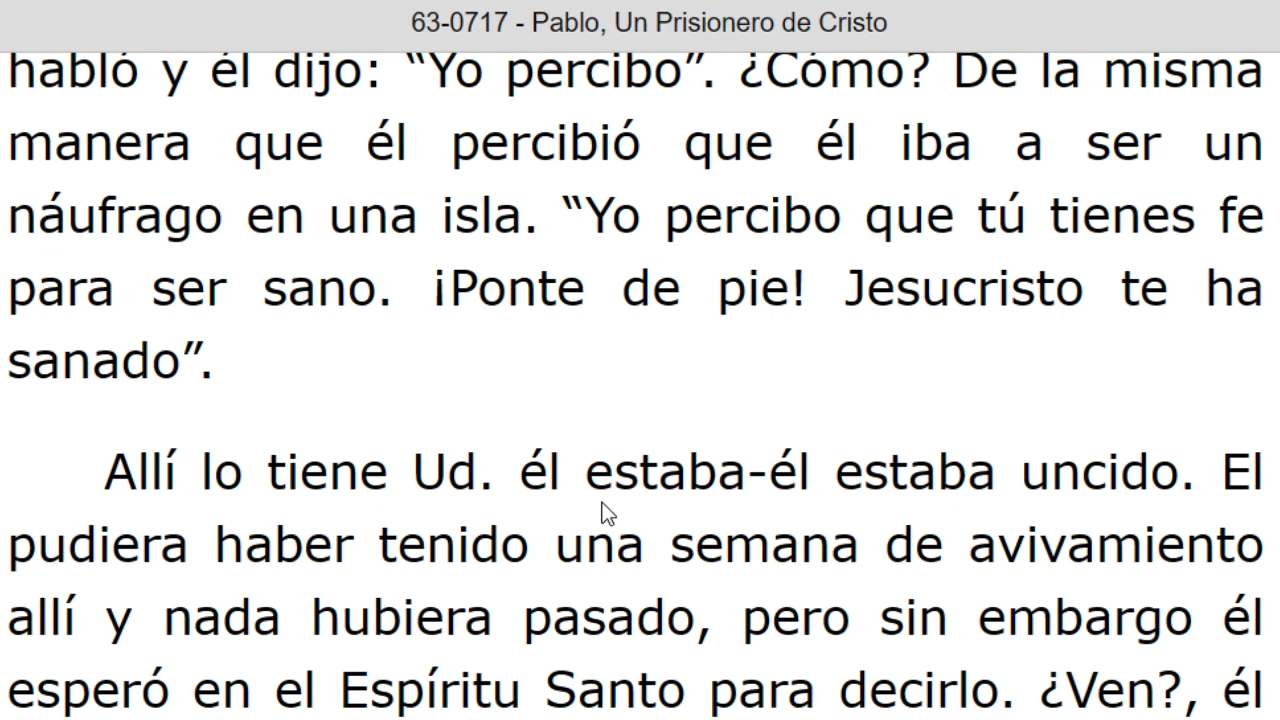 63-0717 - Pablo, Un Prisionero de Cristo
habló y él dijo: “Yo percibo”. ¿Cómo? De la misma
manera que él percibió que él iba a ser un
náufrago en una isla. “Yo percibo que tú tienes fe
para ser sano. ¡Ponte de pie! Jesucristo te ha
sanado”.
Allí lo tiene Ud. él estaba-él estaba uncido. El
pudiera haber tenido una semana de avivamiento
allí y nada hubiera pasado, pero sin embargo él
esperó en el Espíritu Santo para decirlo. ¿Ven?, él